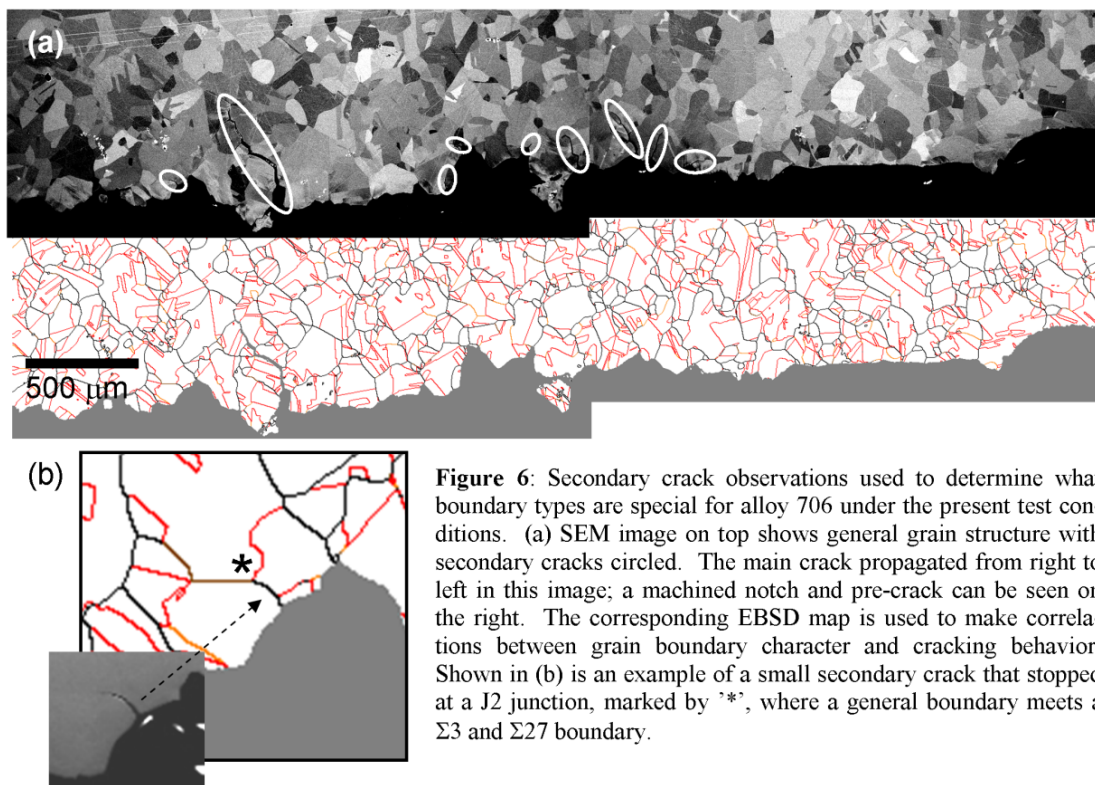 (a)
500 μm
(b)
*
Figure 6: Secondary crack observations used to determine wha
boundary types are special for alloy 706 under the present test con-
ditions. (a) SEM image on top shows general grain structure with
secondary cracks circled. The main crack propagated from right to
left in this image; a machined notch and pre-crack can be seen on
the right. The corresponding EBSD map is used to make correla-
tions between grain boundary character and cracking behavior
Shown in (b) is an example of a small secondary crack that stopped
at a J2 junction, marked by ’*’, where a general boundary meets a
Σ3 and Σ27 boundary.